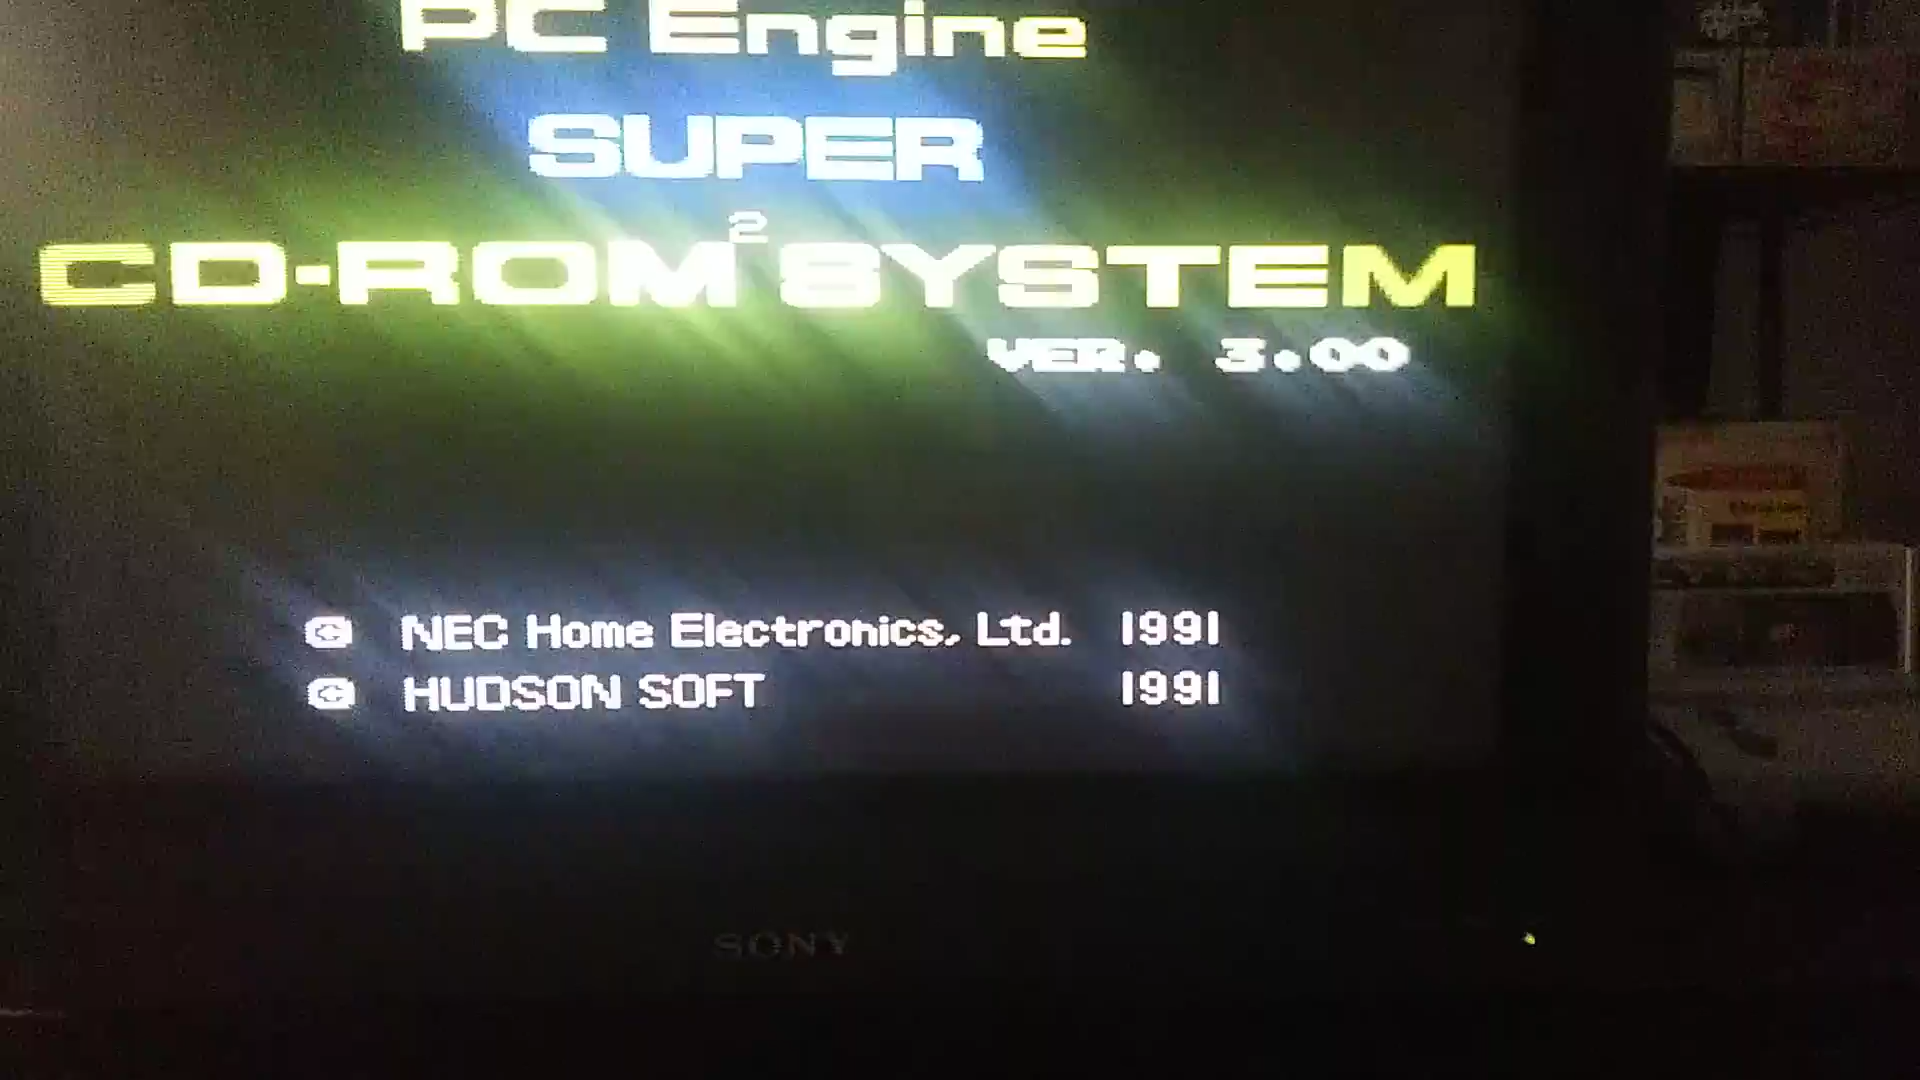 PC Engine
SUPER
CD-ROM² SYSTEM
VER. 3.00
© NEC Home Electronics, Ltd. 1991
© HUDSON SOFT 1991
SONY